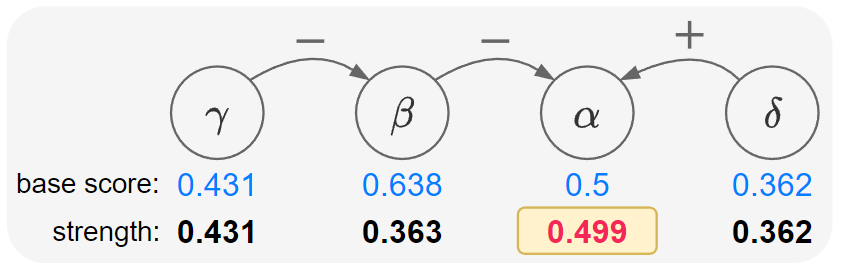 − − +
γ β α δ
base score: 0.431 0.638 0.5 0.362
strength: 0.431 0.363 0.499 0.362